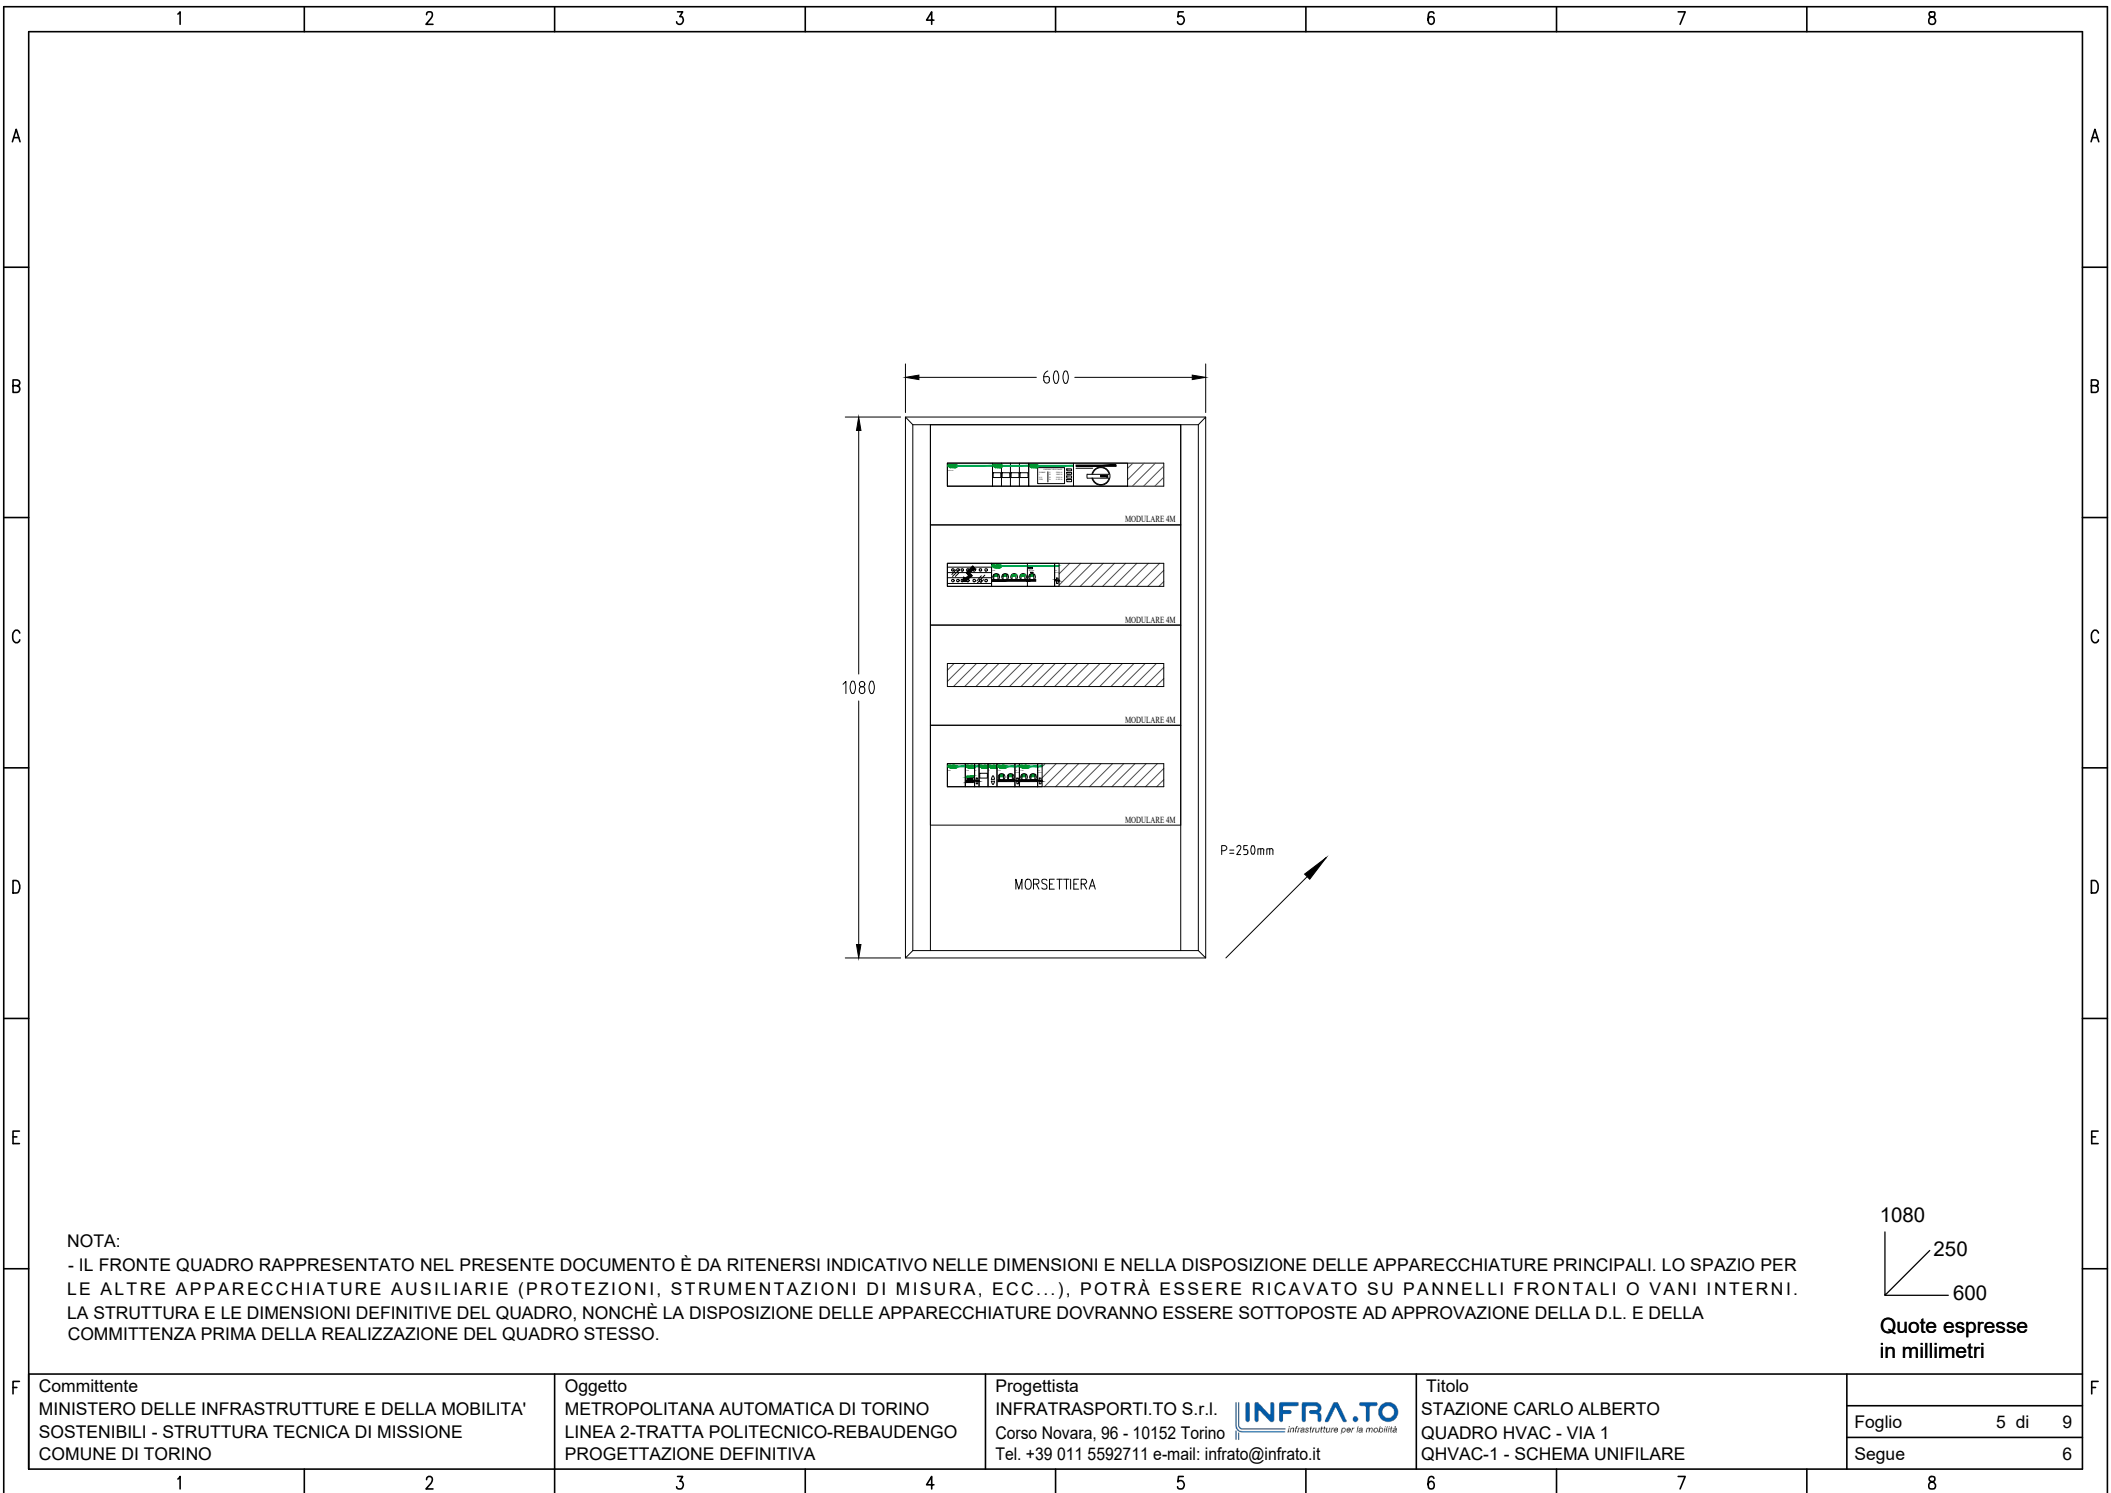 1 2 3 4 5 6 7 8
A A
B B
C C
D D
E E
F F
600
1080
MODULARE 4M
MODULARE 4M
MODULARE 4M
MODULARE 4M
MORSETTIERA
P=250mm
NOTA:
- IL FRONTE QUADRO RAPPRESENTATO NEL PRESENTE DOCUMENTO È DA RITENERSI INDICATIVO NELLE DIMENSIONI E NELLA DISPOSIZIONE DELLE APPARECCHIATURE PRINCIPALI. LO SPAZIO PER
LE ALTRE APPARECCHIATURE AUSILIARIE (PROTEZIONI, STRUMENTAZIONI DI MISURA, ECC...), POTRÀ ESSERE RICAVATO SU PANNELLI FRONTALI O VANI INTERNI.
LA STRUTTURA E LE DIMENSIONI DEFINITIVE DEL QUADRO, NONCHÈ LA DISPOSIZIONE DELLE APPARECCHIATURE DOVRANNO ESSERE SOTTOPOSTE AD APPROVAZIONE DELLA D.L. E DELLA
COMMITTENZA PRIMA DELLA REALIZZAZIONE DEL QUADRO STESSO.
1080
250
600
Quote espresse
in millimetri
Committente
MINISTERO DELLE INFRASTRUTTURE E DELLA MOBILITA'
SOSTENIBILI - STRUTTURA TECNICA DI MISSIONE
COMUNE DI TORINO
Oggetto
METROPOLITANA AUTOMATICA DI TORINO
LINEA 2-TRATTA POLITECNICO-REBAUDENGO
PROGETTAZIONE DEFINITIVA
Progettista
INFRATRASPORTI.TO S.r.l.
Corso Novara, 96 - 10152 Torino
Tel. +39 011 5592711 e-mail: infrato@infrato.it
INFRA.TO
infrastrutture per la mobilità
Titolo
STAZIONE CARLO ALBERTO
QUADRO HVAC - VIA 1
QHVAC-1 - SCHEMA UNIFILARE
Foglio 5 di 9
Segue 6
1 2 3 4 5 6 7 8